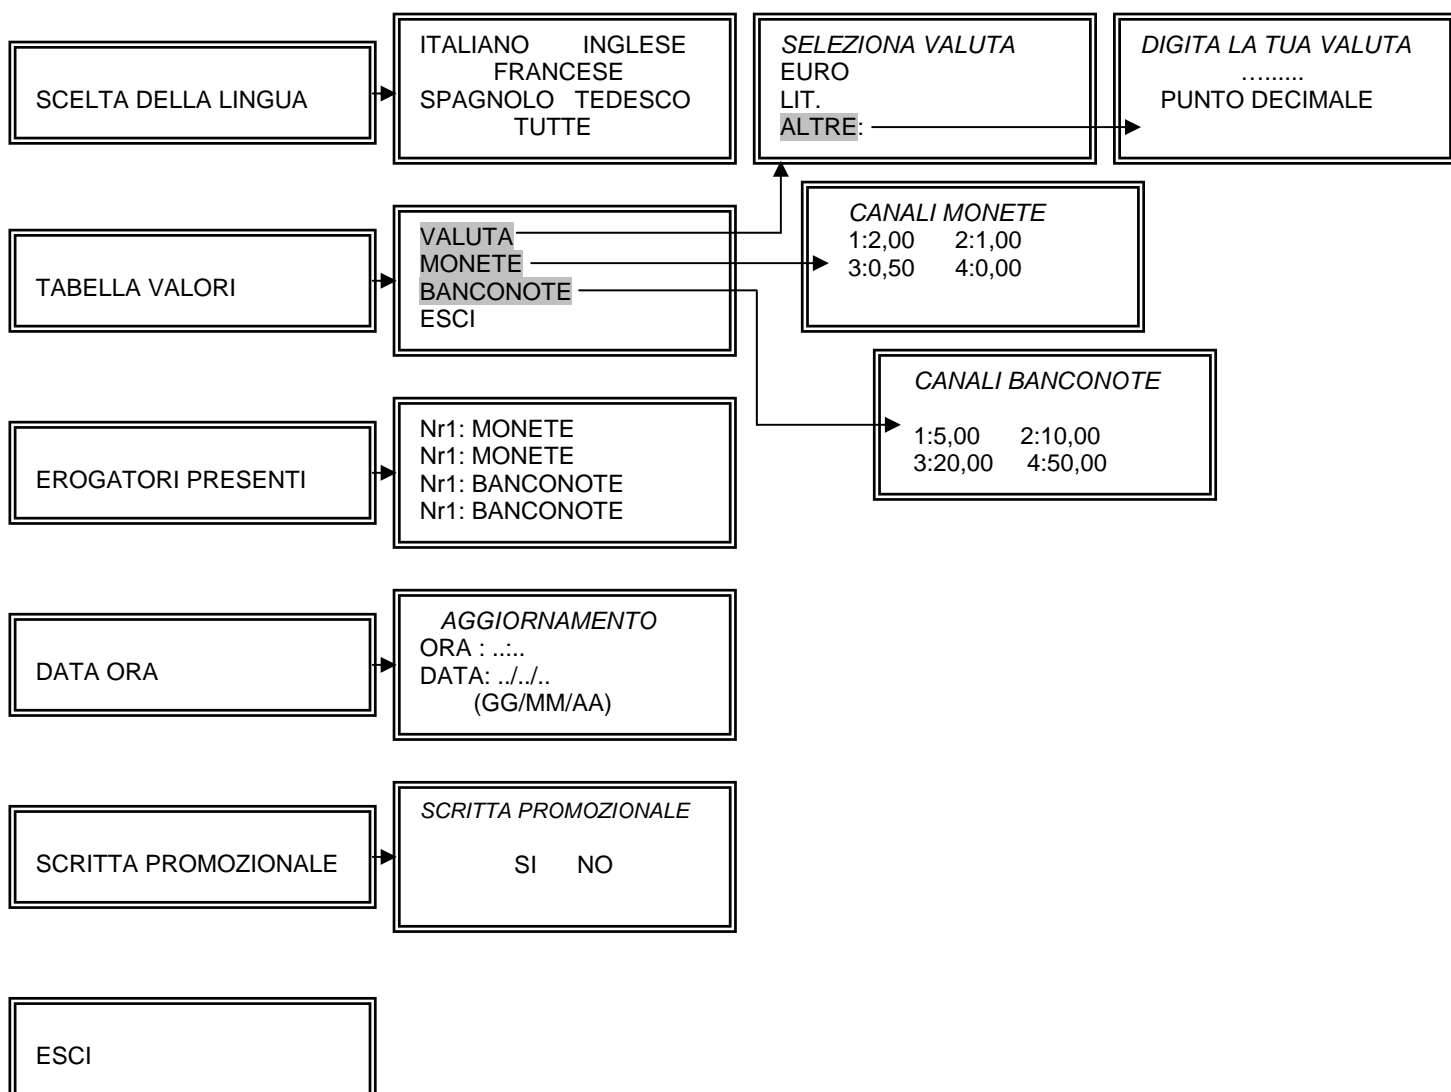 SCELTA DELLA LINGUA
ITALIANO INGLESE
FRANCESE
SPAGNOLO TEDESCO
TUTTE
SELEZIONA VALUTA
EURO
LIT.
ALTRE:
DIGITA LA TUA VALUTA
….......
PUNTO DECIMALE
TABELLA VALORI
VALUTA
MONETE
BANCONOTE
ESCI
CANALI MONETE
1:2,00 2:1,00
3:0,50 4:0,00
CANALI BANCONOTE
1:5,00 2:10,00
3:20,00 4:50,00
EROGATORI PRESENTI
Nr1: MONETE
Nr1: MONETE
Nr1: BANCONOTE
Nr1: BANCONOTE
DATA ORA
AGGIORNAMENTO
ORA : ..:..
DATA: ../../..
(GG/MM/AA)
SCRITTA PROMOZIONALE
SCRITTA PROMOZIONALE
SI NO
ESCI